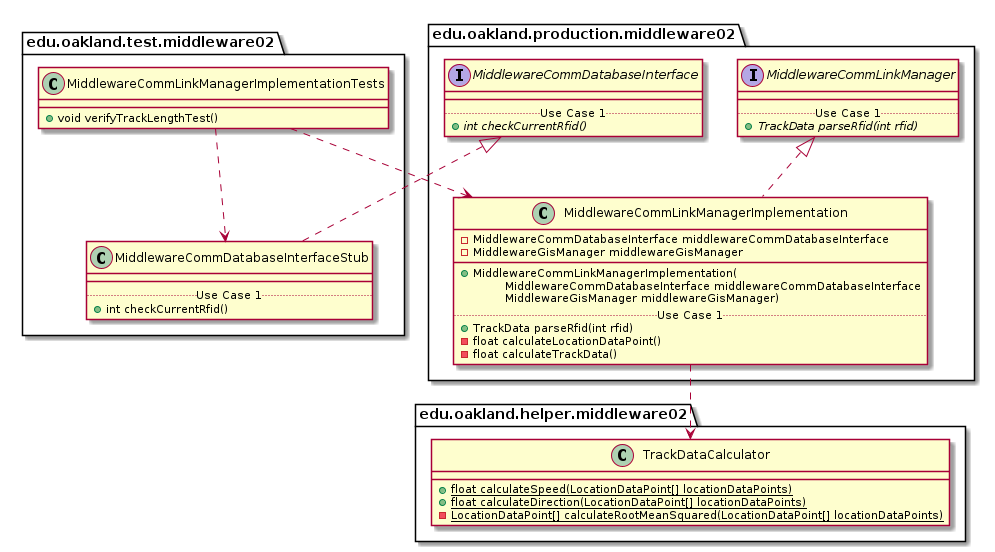 edu.oakland.test.middleware02
C MiddlewareCommLinkManagerImplementationTests
void verifyTrackLengthTest()
C MiddlewareCommDatabaseInterfaceStub
Use Case 1
int checkCurrentRfid()
edu.oakland.production.middleware02
I MiddlewareCommDatabaseInterface
Use Case 1
int checkCurrentRfid()
I MiddlewareCommLinkManager
Use Case 1
TrackData parseRfid(int rfid)
C MiddlewareCommLinkManagerImplementation
MiddlewareCommDatabaseInterface middlewareCommDatabaseInterface
MiddlewareGisManager middlewareGisManager
MiddlewareCommLinkManagerImplementation(
MiddlewareCommDatabaseInterface middlewareCommDatabaseInterface
MiddlewareGisManager middlewareGisManager)
Use Case 1
TrackData parseRfid(int rfid)
float calculateLocationDataPoint()
float calculateTrackData()
edu.oakland.helper.middleware02
C TrackDataCalculator
float calculateSpeed(LocationDataPoint[] locationDataPoints)
float calculateDirection(LocationDataPoint[] locationDataPoints)
LocationDataPoint[] calculateRootMeanSquared(LocationDataPoint[] locationDataPoints)